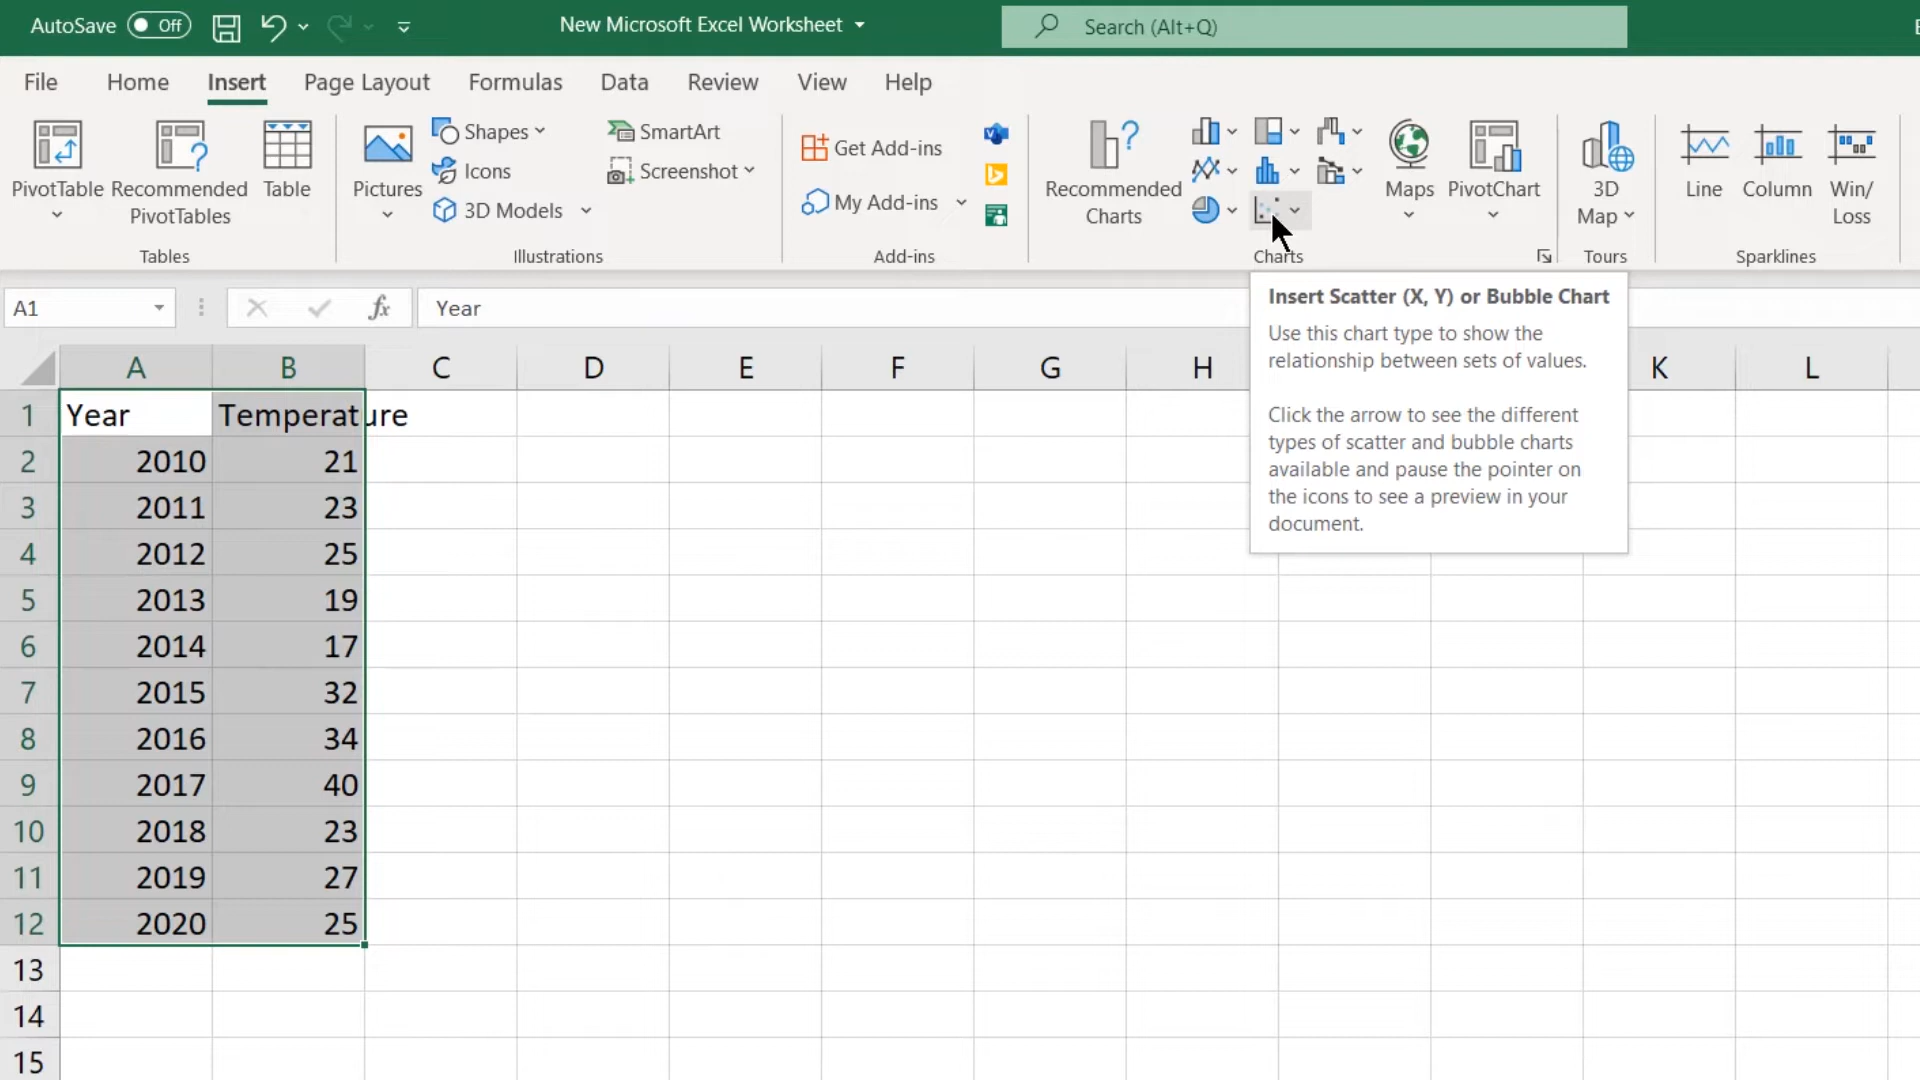 AutoSave Off New Microsoft Excel Worksheet Search (Alt+Q)
File Home Insert Page Layout Formulas Data Review View Help
PivotTable
Recommended
PivotTables
Table
Tables
Pictures
Shapes
Icons
3D Models
SmartArt
Screenshot
Illustrations
Get Add-ins
My Add-ins
Add-ins
Recommended
Charts
Maps
PivotChart
Charts
3D
Map
Tours
Line
Column
Win/
Loss
Sparklines
A1 fx Year
Insert Scatter (X, Y) or Bubble Chart
Use this chart type to show the
relationship between sets of values.
Click the arrow to see the different
types of scatter and bubble charts
available and pause the pointer on
the icons to see a preview in your
document.
A B C D E F G H K L
1 Year Temperature
2 2010 21
3 2011 23
4 2012 25
5 2013 19
6 2014 17
7 2015 32
8 2016 34
9 2017 40
10 2018 23
11 2019 27
12 2020 25
13
14
15